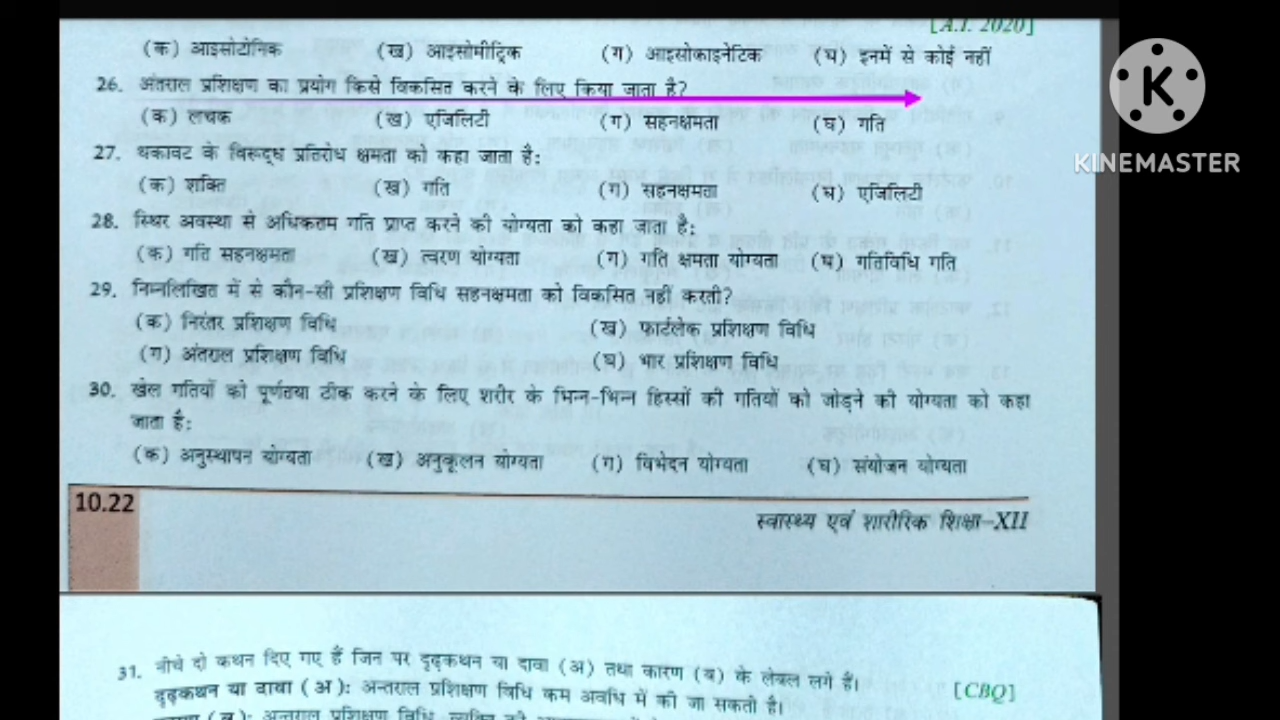 [A.I. 2020]
(क) आइसोटोनिक (ख) आइसोमीट्रिक (ग) आइसोकाइनेटिक (घ) इनमें से कोई नहीं
26. अंतराल प्रशिक्षण का प्रयोग किसे विकसित करने के लिए किया जाता है?
(क) लचक (ख) एजिलिटी (ग) सहनक्षमता (घ) गति
KINEMASTER
27. थकावट के विरूद्ध प्रतिरोध क्षमता को कहा जाता है:
(क) शक्ति (ख) गति (ग) सहनक्षमता (घ) एजिलिटी
28. स्थिर अवस्था से अधिकतम गति प्राप्त करने की योग्यता को कहा जाता है:
(क) गति सहनक्षमता (ख) त्वरण योग्यता (ग) गति क्षमता योग्यता (घ) गतिविधि गति
29. निम्नलिखित में से कौन-सी प्रशिक्षण विधि सहनक्षमता को विकसित नहीं करती?
(क) निरंतर प्रशिक्षण विधि (ख) फार्टलेक प्रशिक्षण विधि
(ग) अंतराल प्रशिक्षण विधि (घ) भार प्रशिक्षण विधि
30. खेल गतियों को पूर्णतया ठीक करने के लिए शरीर के भिन्न-भिन्न हिस्सों की गतियों को जोड़ने की योग्यता को कहा
जाता है:
(क) अनुस्थापन योग्यता (ख) अनुकूलन योग्यता (ग) विभेदन योग्यता (घ) संयोजन योग्यता
10.22
स्वास्थ्य एवं शारीरिक शिक्षा–XII
31. नीचे दो कथन दिए गए हैं जिन पर दृढ़कथन या दावा (अ) तथा कारण (ब) के लेबल लगे हैं। [CBQ]
दृढ़कथन या दावा (अ): अन्तराल प्रशिक्षण विधि कम अवधि में की जा सकती है।
(ब): अन्तराल प्रशिक्षण विधि